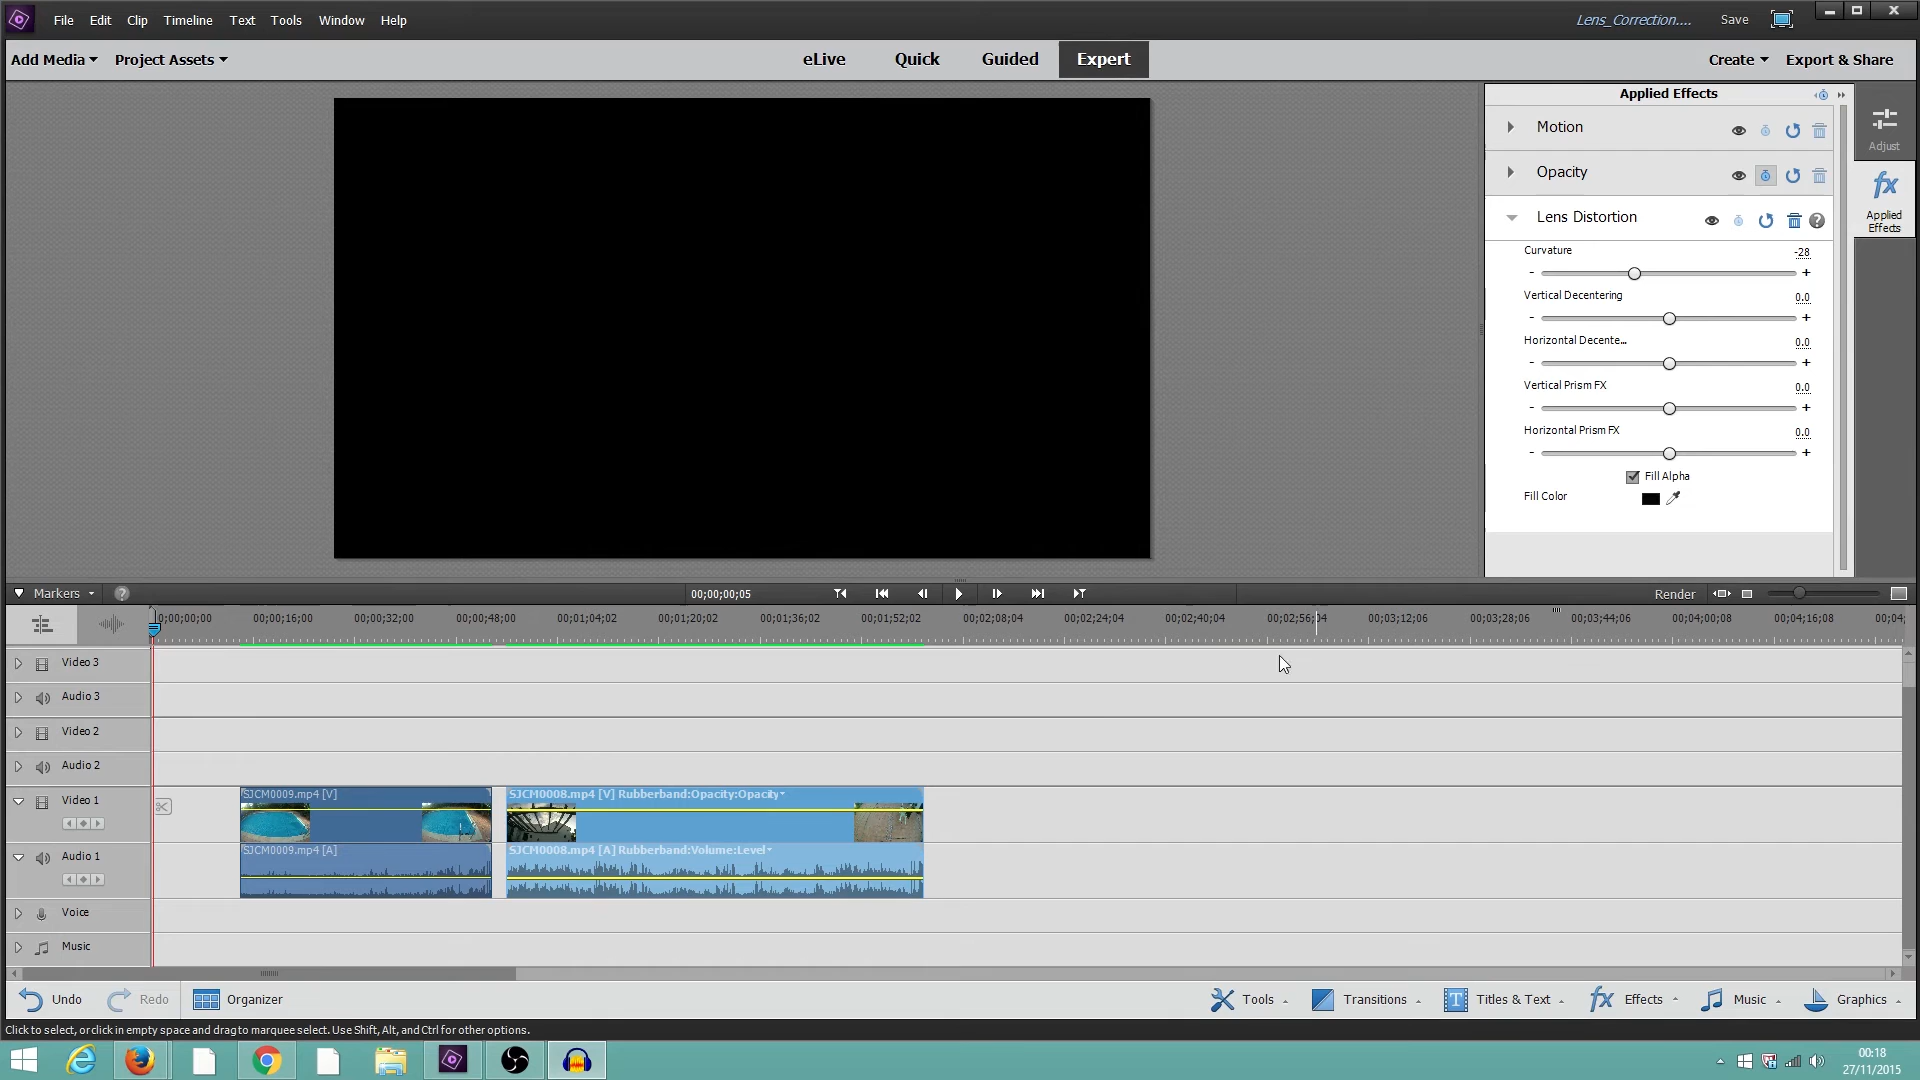 File Edit Clip Timeline Text Tools Window Help
Lens_Correction.... Save
Add Media Project Assets
eLive Quick Guided Expert
Create Export & Share
Applied Effects
Motion
Opacity
Lens Distortion
Curvature -28
- +
Vertical Decentering 0.0
- +
Horizontal Decente... 0.0
- +
Vertical Prism FX 0.0
- +
Horizontal Prism FX 0.0
- +
Fill Alpha
Fill Color
Adjust
fx
Applied
Effects
Markers ? 00;00;00;05 Render
0;00;00;00 00;00;16;00 00;00;32;00 00;00;48;00 00;01;04;02 00;01;20;02 00;01;36;02 00;01;52;02 00;02;08;04 00;02;24;04 00;02;40;04 00;02;56;04 00;03;12;06 00;03;28;06 00;03;44;06 00;04;00;08 00;04;16;08 00;04;
Video 3
Audio 3
Video 2
Audio 2
Video 1
SJCM0009.mp4 [V] SJCM0008.mp4 [V] Rubberband:Opacity:Opacity
Audio 1
SJCM0009.mp4 [A] SJCM0008.mp4 [A] Rubberband:Volume:Level
Voice
Music
Undo Redo Organizer Tools Transitions T Titles & Text fx Effects Music Graphics
Click to select, or click in empty space and drag to marquee select. Use Shift, Alt, and Ctrl for other options.
00:18
27/11/2015